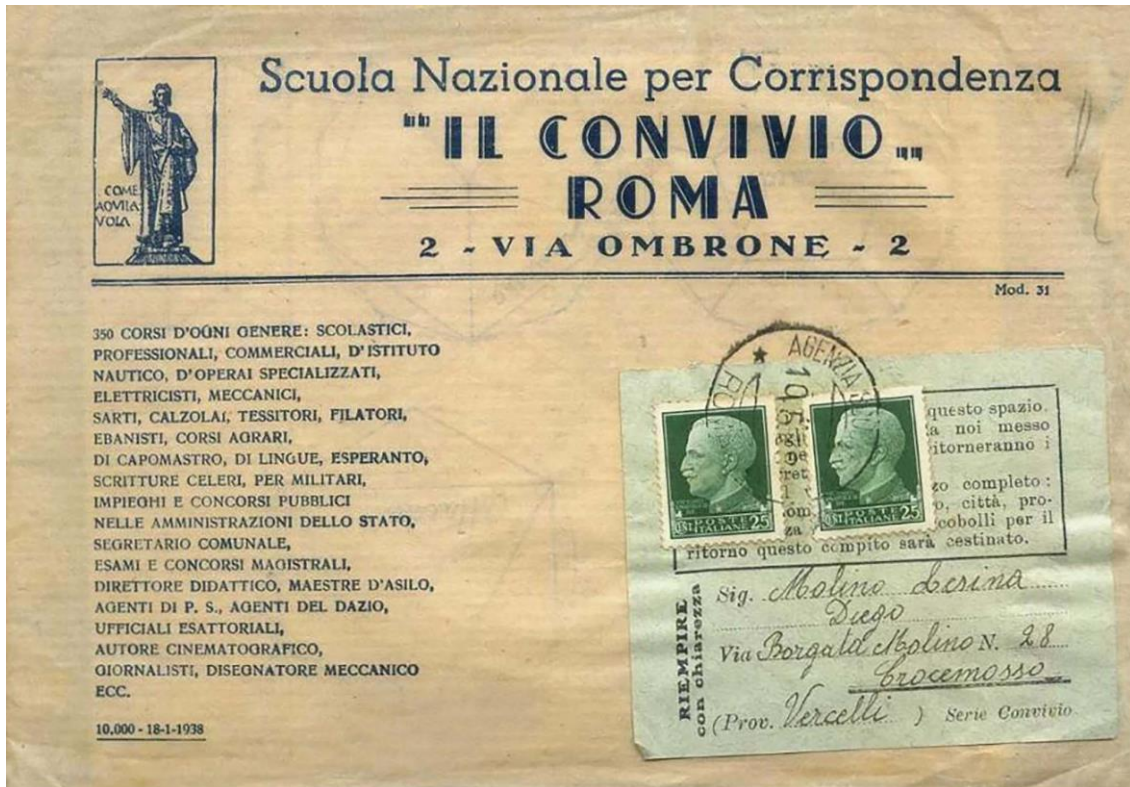 Scuola Nazionale per Corrispondenza
"IL CONVIVIO„
ROMA
2 - VIA OMBRONE - 2
COME
AQVILA
VOLA
Mod. 31
350 CORSI D'OGNI GENERE: SCOLASTICI,
PROFESSIONALI, COMMERCIALI, D'ISTITUTO
NAUTICO, D'OPERAI SPECIALIZZATI,
ELETTRICISTI, MECCANICI,
SARTI, CALZOLAI, TESSITORI, FILATORI,
EBANISTI, CORSI AGRARI,
DI CAPOMASTRO, DI LINGUE, ESPERANTO,
SCRITTURE CELERI, PER MILITARI,
IMPIEGHI E CONCORSI PUBBLICI
NELLE AMMINISTRAZIONI DELLO STATO,
SEGRETARIO COMUNALE,
ESAMI E CONCORSI MAGISTRALI,
DIRETTORE DIDATTICO, MAESTRE D'ASILO,
AGENTI DI P. S., AGENTI DEL DAZIO,
UFFICIALI ESATTORIALI,
AUTORE CINEMATOGRAFICO,
GIORNALISTI, DISEGNATORE MECCANICO
ECC.
10,000 - 18-1-1938
AGENZIA
questo spazio.
a noi messo
itorneranno i
completo:
città, pro-
cobolli per il
ritorno questo compito sarà cestinato.
POSTE
ITALIANE 25
POSTE
ITALIANE 25
RIEMPIRE
con chiarezza
Sig. Molino Lesina
Diego
Via Borgata Molino N. 28
Crocemosso
(Prov. Vercelli) Serie Convivio